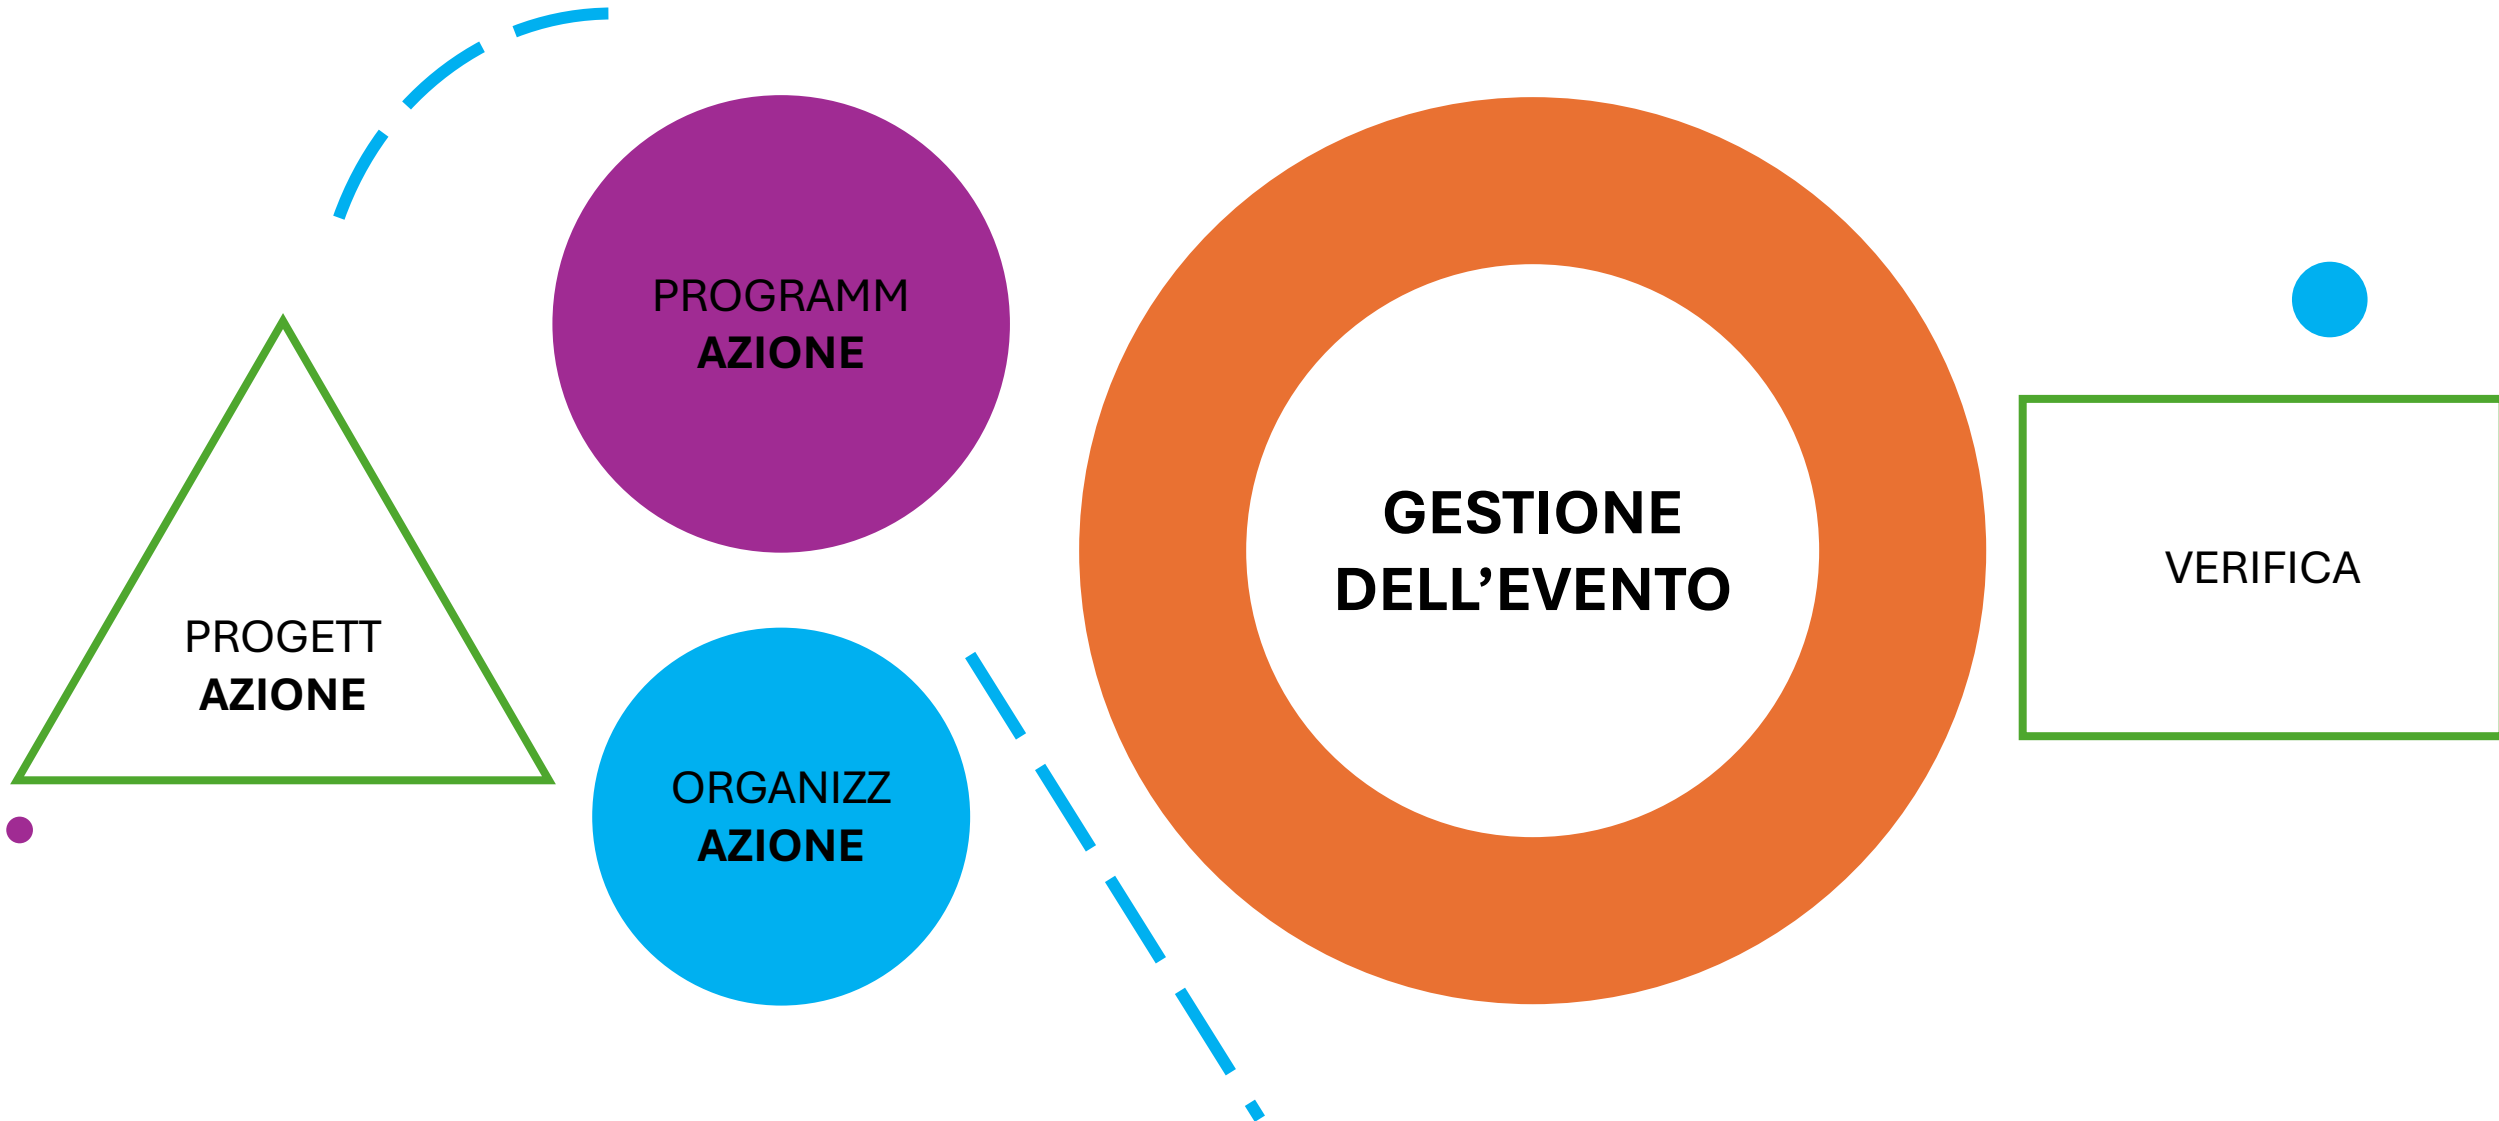 PROGETT
AZIONE
PROGRAMM
AZIONE
ORGANIZZ
AZIONE
GESTIONE
DELL’EVENTO
VERIFICA